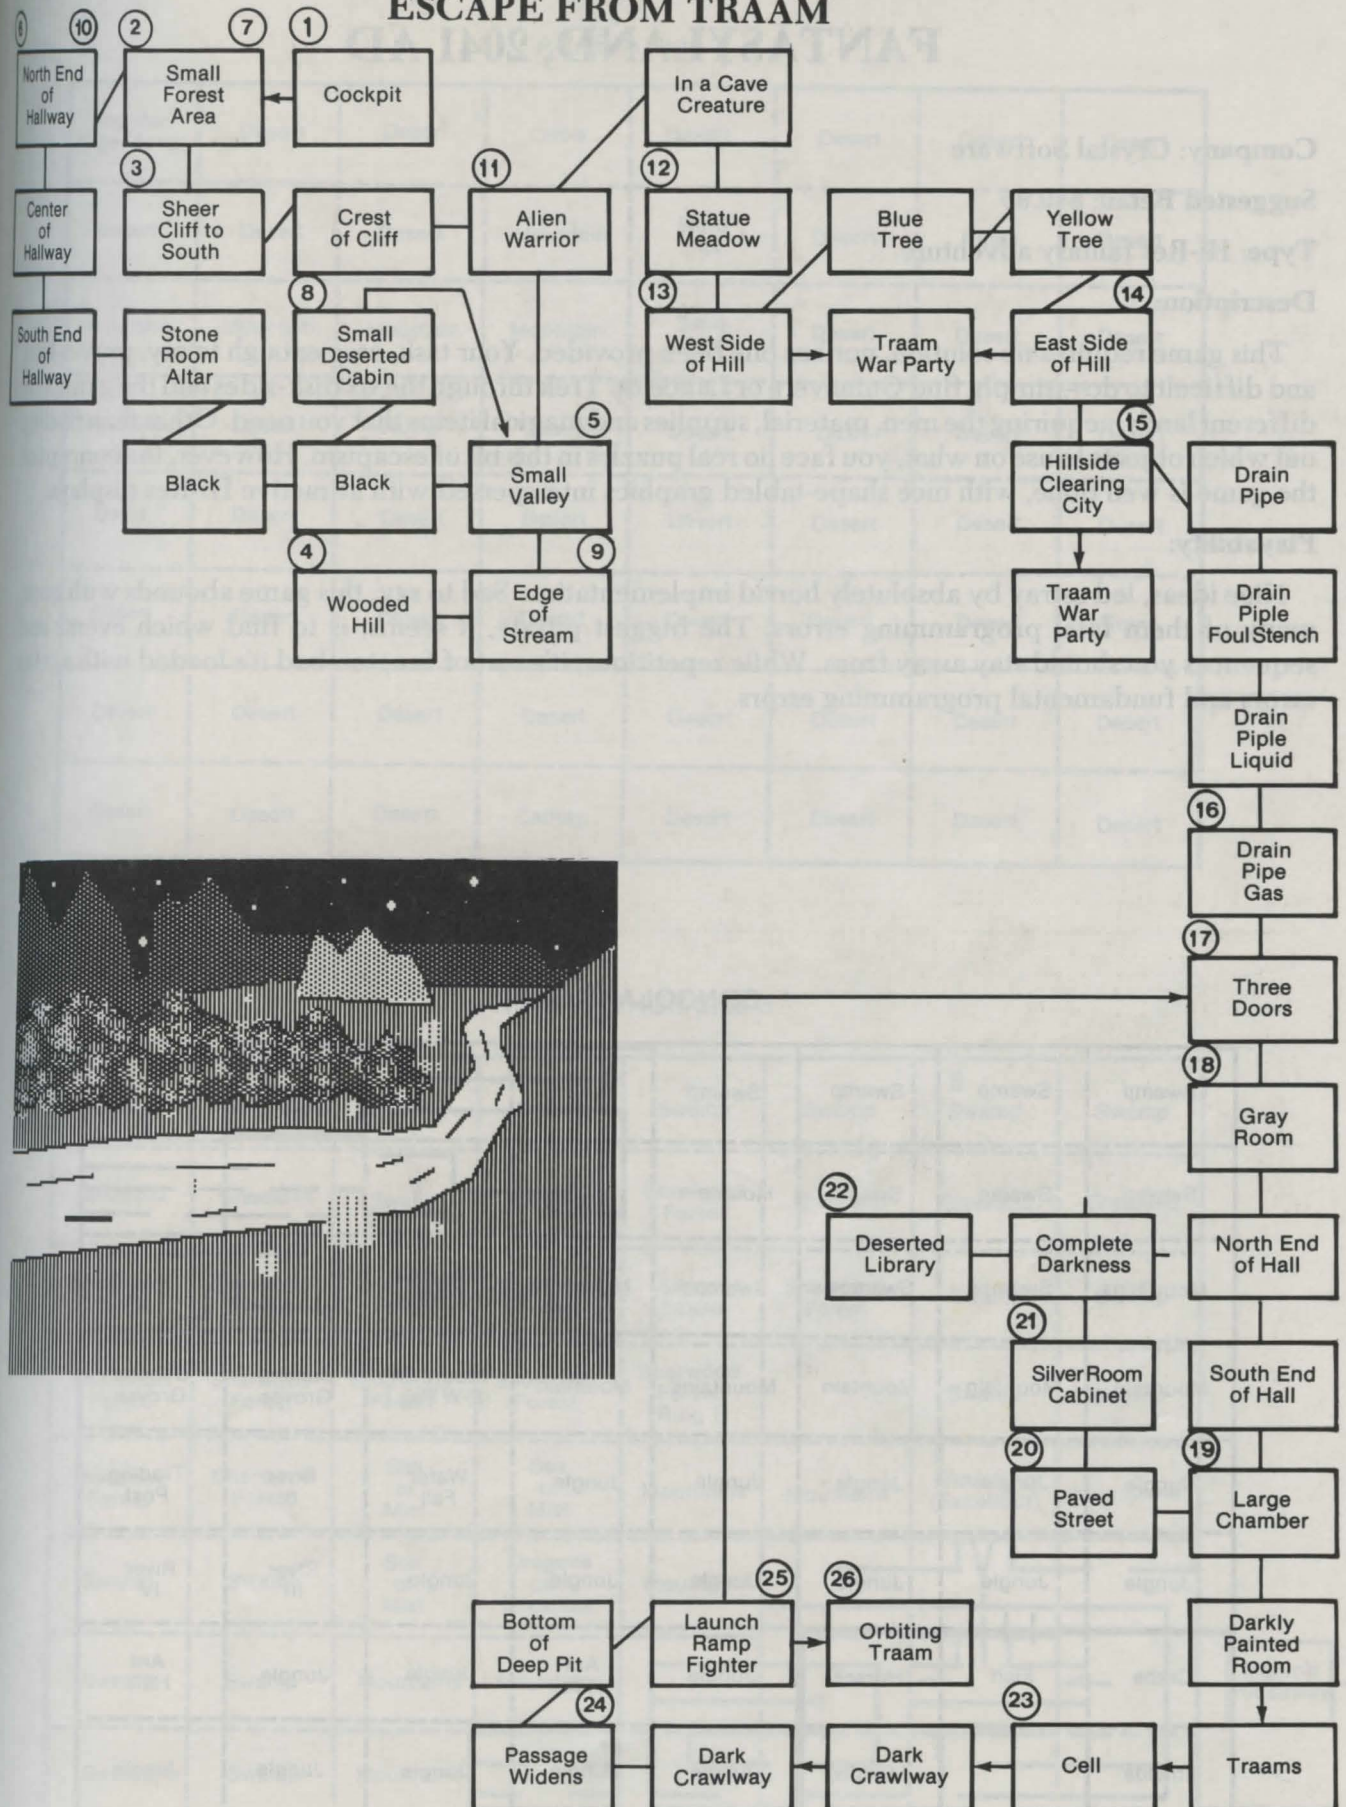 ESCAPE FROM TRAAM
10
2
7
1
North End
of
Hallway
Small
Forest
Area
Cockpit
In a Cave
Creature
3
11
12
Center
of
Hallway
Sheer
Cliff to
South
Crest
of Cliff
Alien
Warrior
Statue
Meadow
Blue
Tree
Yellow
Tree
8
13
14
South End
of
Hallway
Stone
Room
Altar
Small
Deserted
Cabin
West Side
of Hill
Traam
War Party
East Side
of Hill
5
15
Black
Black
Small
Valley
Hillside
Clearing
City
Drain
Pipe
4
9
Wooded
Hill
Edge
of
Stream
Traam
War
Party
Drain
Piple
Foul Stench
Drain
Piple
Liquid
16
Drain
Pipe
Gas
17
Three
Doors
18
Gray
Room
22
Deserted
Library
Complete
Darkness
North End
of Hall
21
Silver Room
Cabinet
South End
of Hall
20
19
Paved
Street
Large
Chamber
25
26
Bottom
of
Deep Pit
Launch
Ramp
Fighter
Orbiting
Traam
Darkly
Painted
Room
24
23
Passage
Widens
Dark
Crawlway
Dark
Crawlway
Cell
Traams